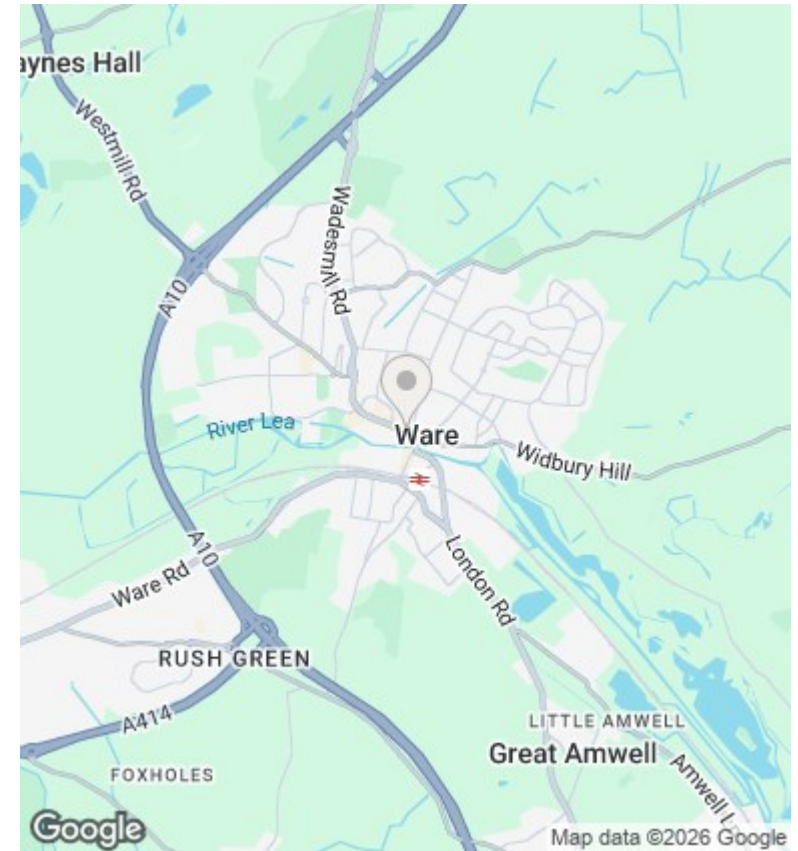 aynes Hall
Westmill Rd
Wadesmill Rd
A10
River Lea
Ware
Widbury Hill
A10
Ware Rd
London Rd
RUSH GREEN
A414
LITTLE AMWELL
Great Amwell
FOXHOLES
Amwell L
Google
Map data ©2026 Google